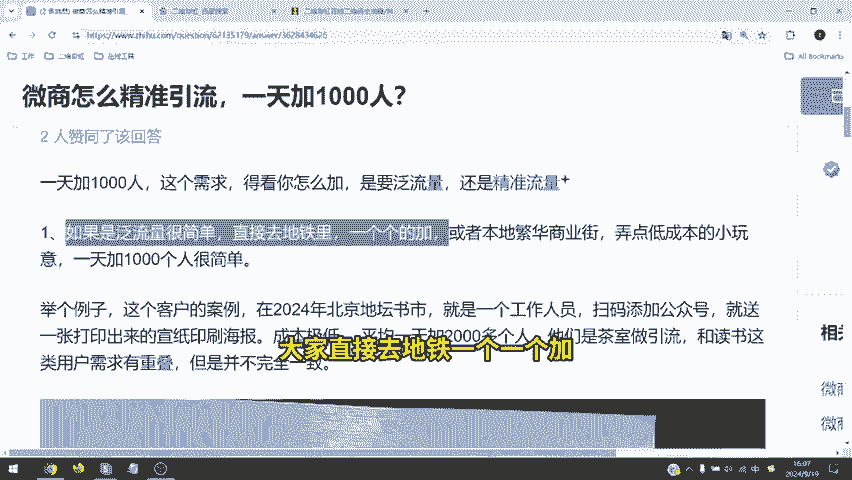 https://www.zhihu.com/question/62135179/answer/3628434626
工作
在线工具
All Bookmarks
微商怎么精准引流，一天加1000人？
2 人赞同了该回答
一天加1000人，这个需求，得看你怎么加，是要泛流量，还是精准流量
1、如果是泛流量很简单，直接去地铁里，一个个的加，或者本地繁华商业街，弄点低成本的小玩
意，一天加1000个人很简单。
举个例子，这个客户的案例，在2024年北京地坛书市，就是一个工作人员，扫码添加公众号，就送
一张打印出来的宣纸印刷海报。成本极低，平均一天加2000多个人，他们是茶室做引流，和读书这
类用户需求有重叠，但是并不完全一致。
大家直接去地铁一个一个加
相关
微商
微商
中
16:07
2024/9/19